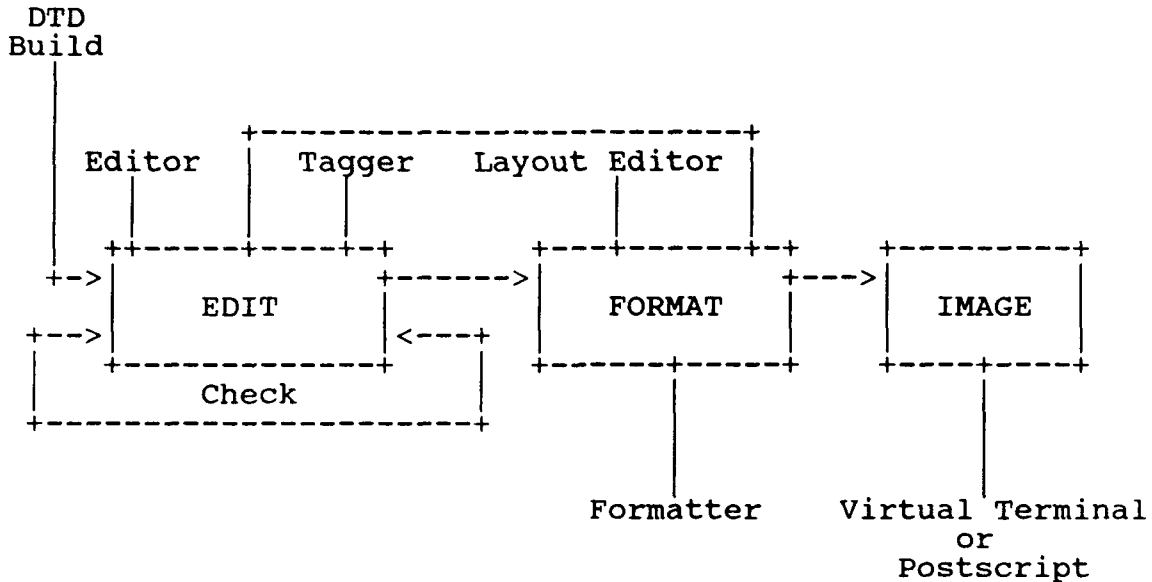 DTD
Build
Editor Tagger Layout Editor
EDIT FORMAT IMAGE
Check
Formatter Virtual Terminal
or
Postscript